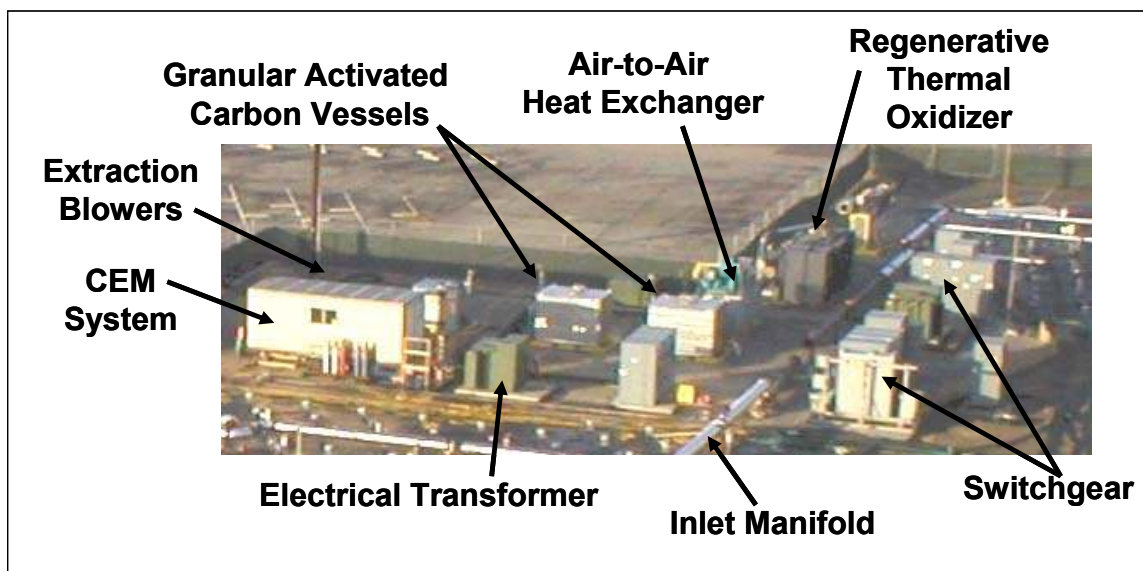 Granular Activated
Carbon Vessels
Air-to-Air
Heat Exchanger
Regenerative
Thermal
Oxidizer
Extraction
Blowers
CEM
System
Electrical Transformer
Inlet Manifold
Switchgear